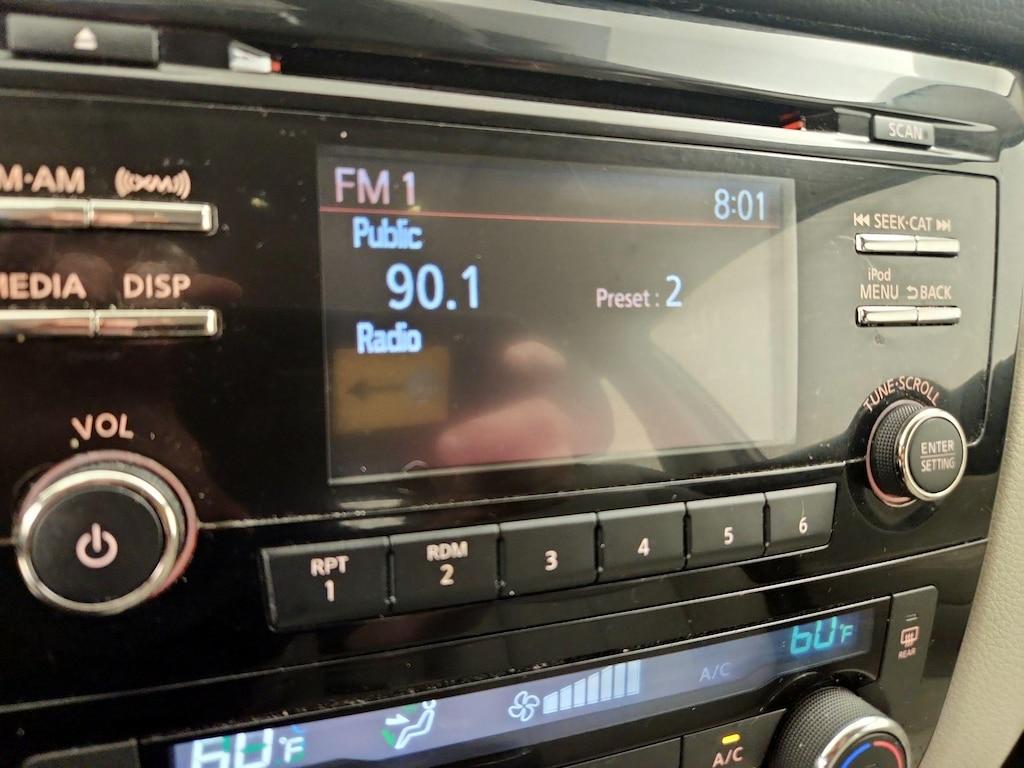 SCAN
M·AM
((XM))
FM 1
8:01
Public
90.1
Preset : 2
Radio
SEEK·CAT
iPod
MENU
BACK
MEDIA
DISP
VOL
TUNE·SCROLL
ENTER
SETTING
RPT
1
RDM
2
3
4
5
6
60°F
A/C
60°F
REAR
A/C